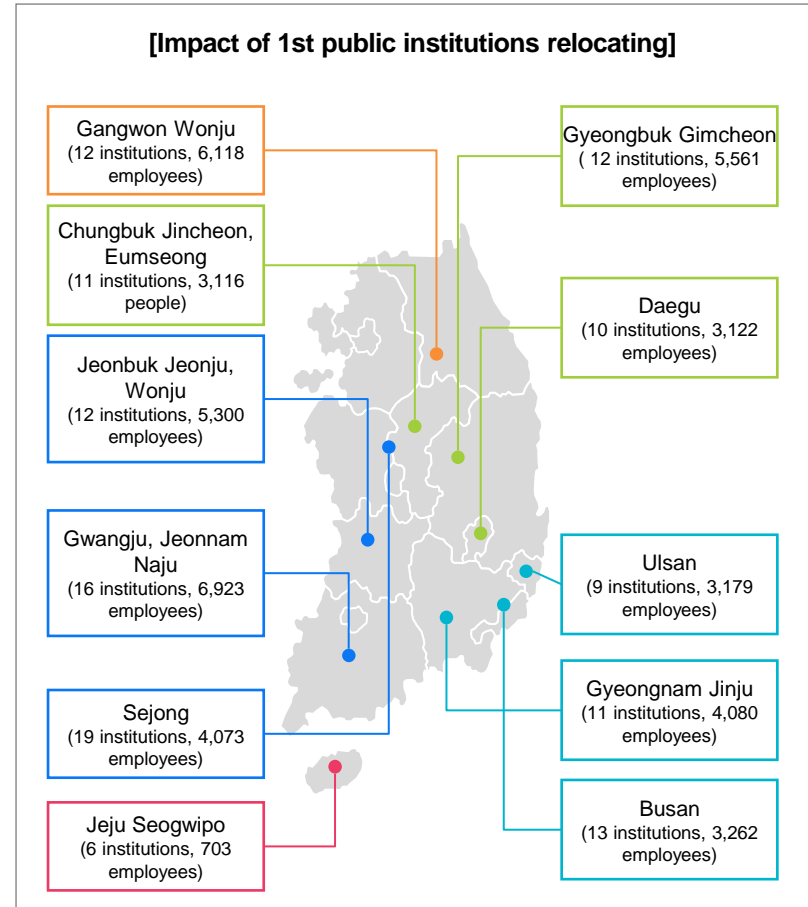 [Impact of 1st public institutions relocating]
Gangwon Wonju
(12 institutions, 6,118
employees)
Chungbuk Jincheon,
Eumseong
(11 institutions, 3,116
people)
Jeonbuk Jeonju,
Wonju
(12 institutions, 5,300
employees)
Gwangju, Jeonnam
Naju
(16 institutions, 6,923
employees)
Sejong
(19 institutions, 4,073
employees)
Jeju Seogwipo
(6 institutions, 703
employees)
Gyeongbuk Gimcheon
( 12 institutions, 5,561
employees)
Daegu
(10 institutions, 3,122
employees)
Ulsan
(9 institutions, 3,179
employees)
Gyeongnam Jinju
(11 institutions, 4,080
employees)
Busan
(13 institutions, 3,262
employees)